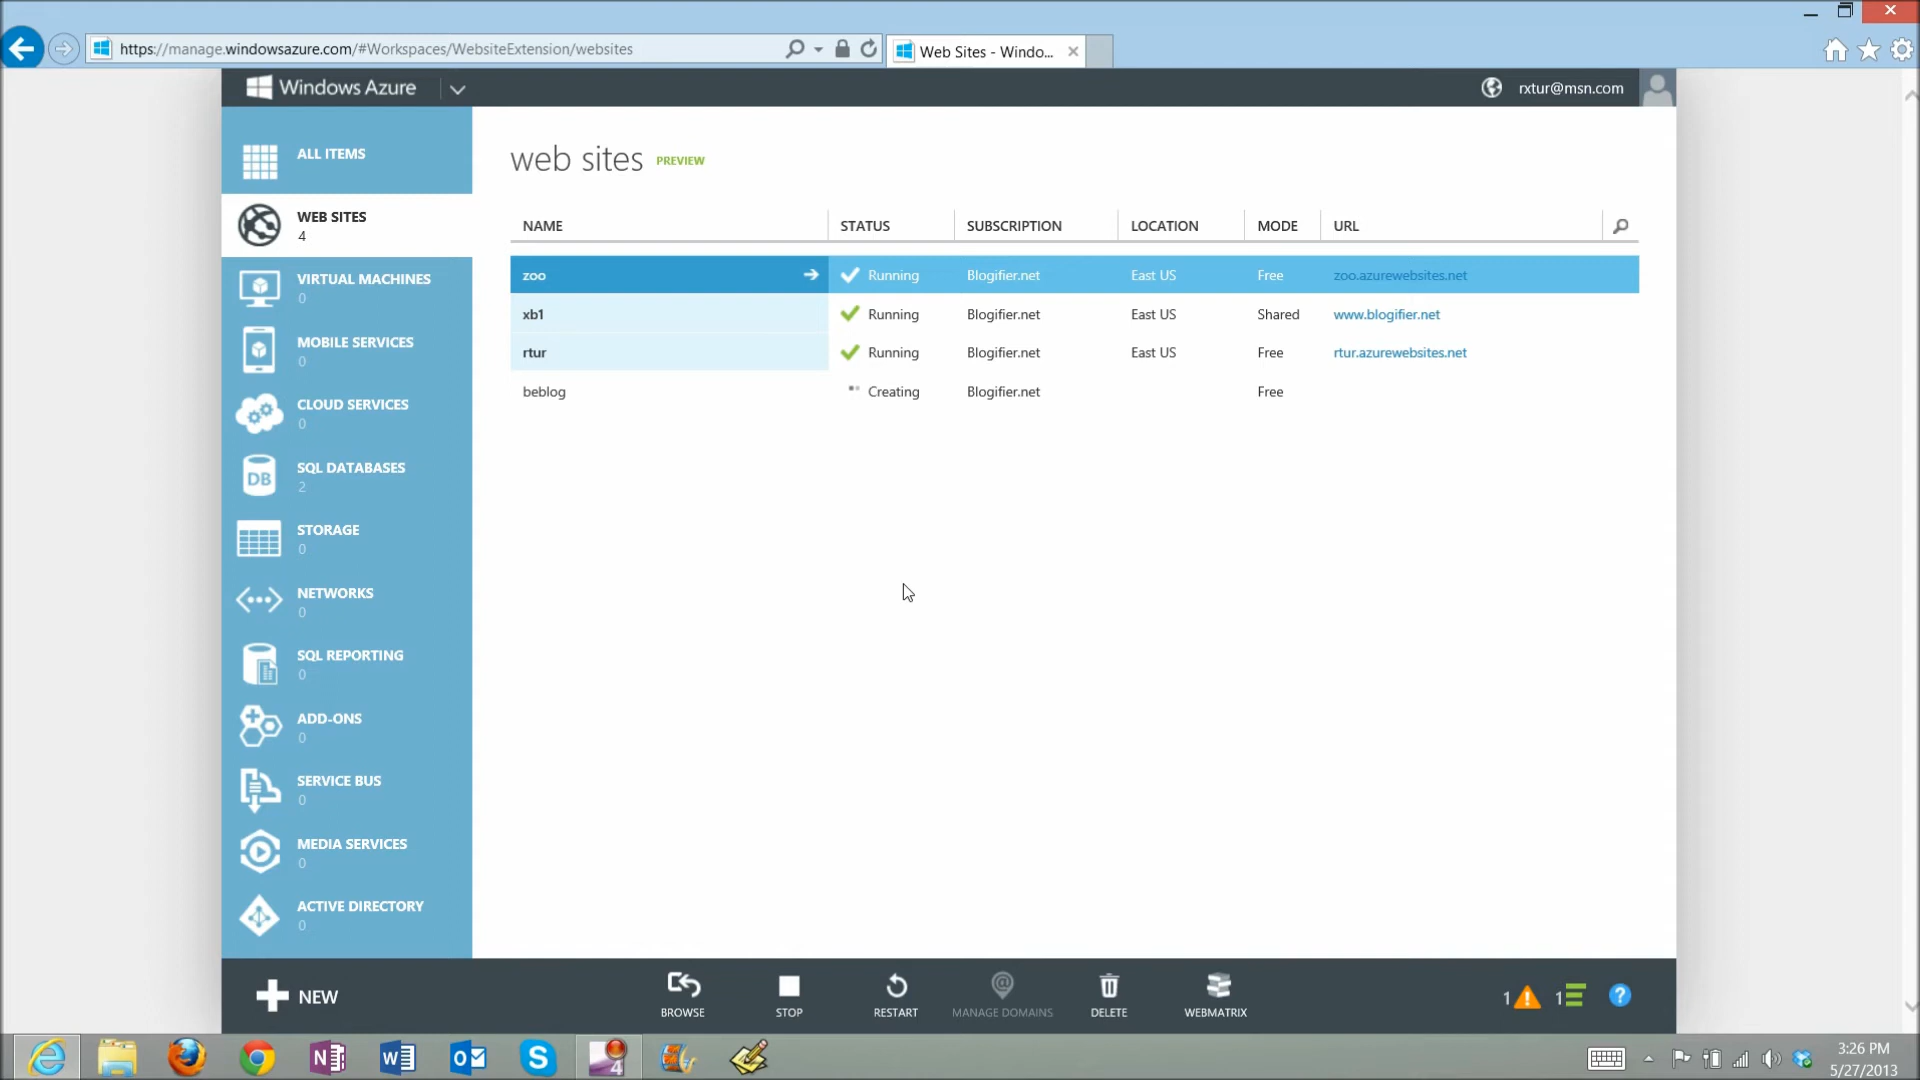 https://manage.windowsazure.com/#Workspaces/WebsiteExtension/websites
Web Sites - Windo...
Windows Azure
rxtur@msn.com
ALL ITEMS
WEB SITES
4
VIRTUAL MACHINES
0
MOBILE SERVICES
0
CLOUD SERVICES
0
SQL DATABASES
2
STORAGE
0
NETWORKS
0
SQL REPORTING
0
ADD-ONS
0
SERVICE BUS
0
MEDIA SERVICES
0
ACTIVE DIRECTORY
0
DB
web sites PREVIEW
NAME STATUS SUBSCRIPTION LOCATION MODE URL
zoo Running Blogifier.net East US Free zoo.azurewebsites.net
xb1 Running Blogifier.net East US Shared www.blogifier.net
rtur Running Blogifier.net East US Free rtur.azurewebsites.net
beblog Creating Blogifier.net Free
NEW
BROWSE
STOP
RESTART
MANAGE DOMAINS
DELETE
WEBMATRIX
1
1
?
N
W
O
S
4
3:26 PM
5/27/2013